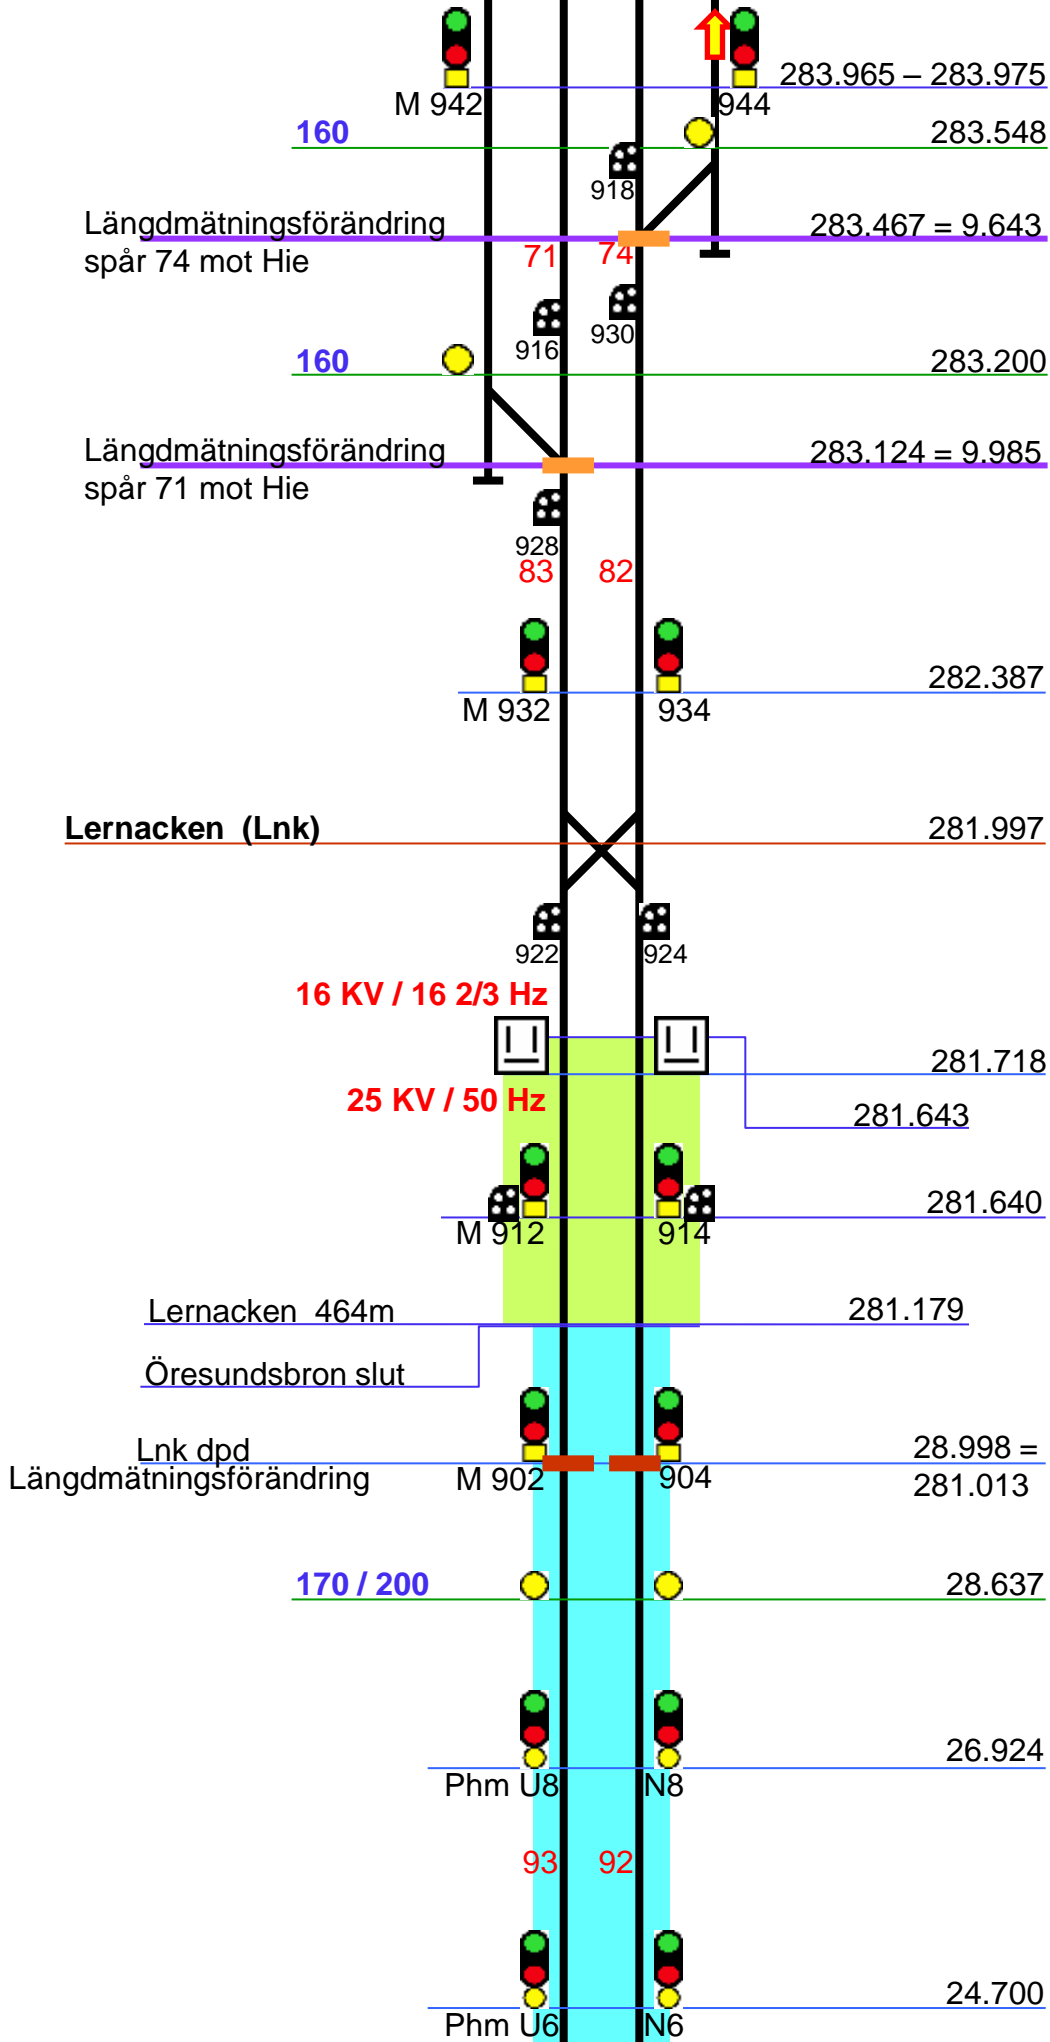 283.965 – 283.975
M 942
944
160
283.548
918
Längdmätningsförändring
283.467 = 9.643
spår 74 mot Hie
71
74
930
916
160
283.200
Längdmätningsförändring
283.124 = 9.985
spår 71 mot Hie
928
83
82
282.387
M 932
934
Lernacken (Lnk)
281.997
922
924
16 KV / 16 2/3 Hz
281.718
25 KV / 50 Hz
281.643
281.640
M 912
914
Lernacken 464m
281.179
Öresundsbron slut
Lnk dpd
28.998 =
Längdmätningsförändring
M 902
904
281.013
170 / 200
28.637
26.924
Phm U8
N8
93
92
24.700
Phm U6
N6